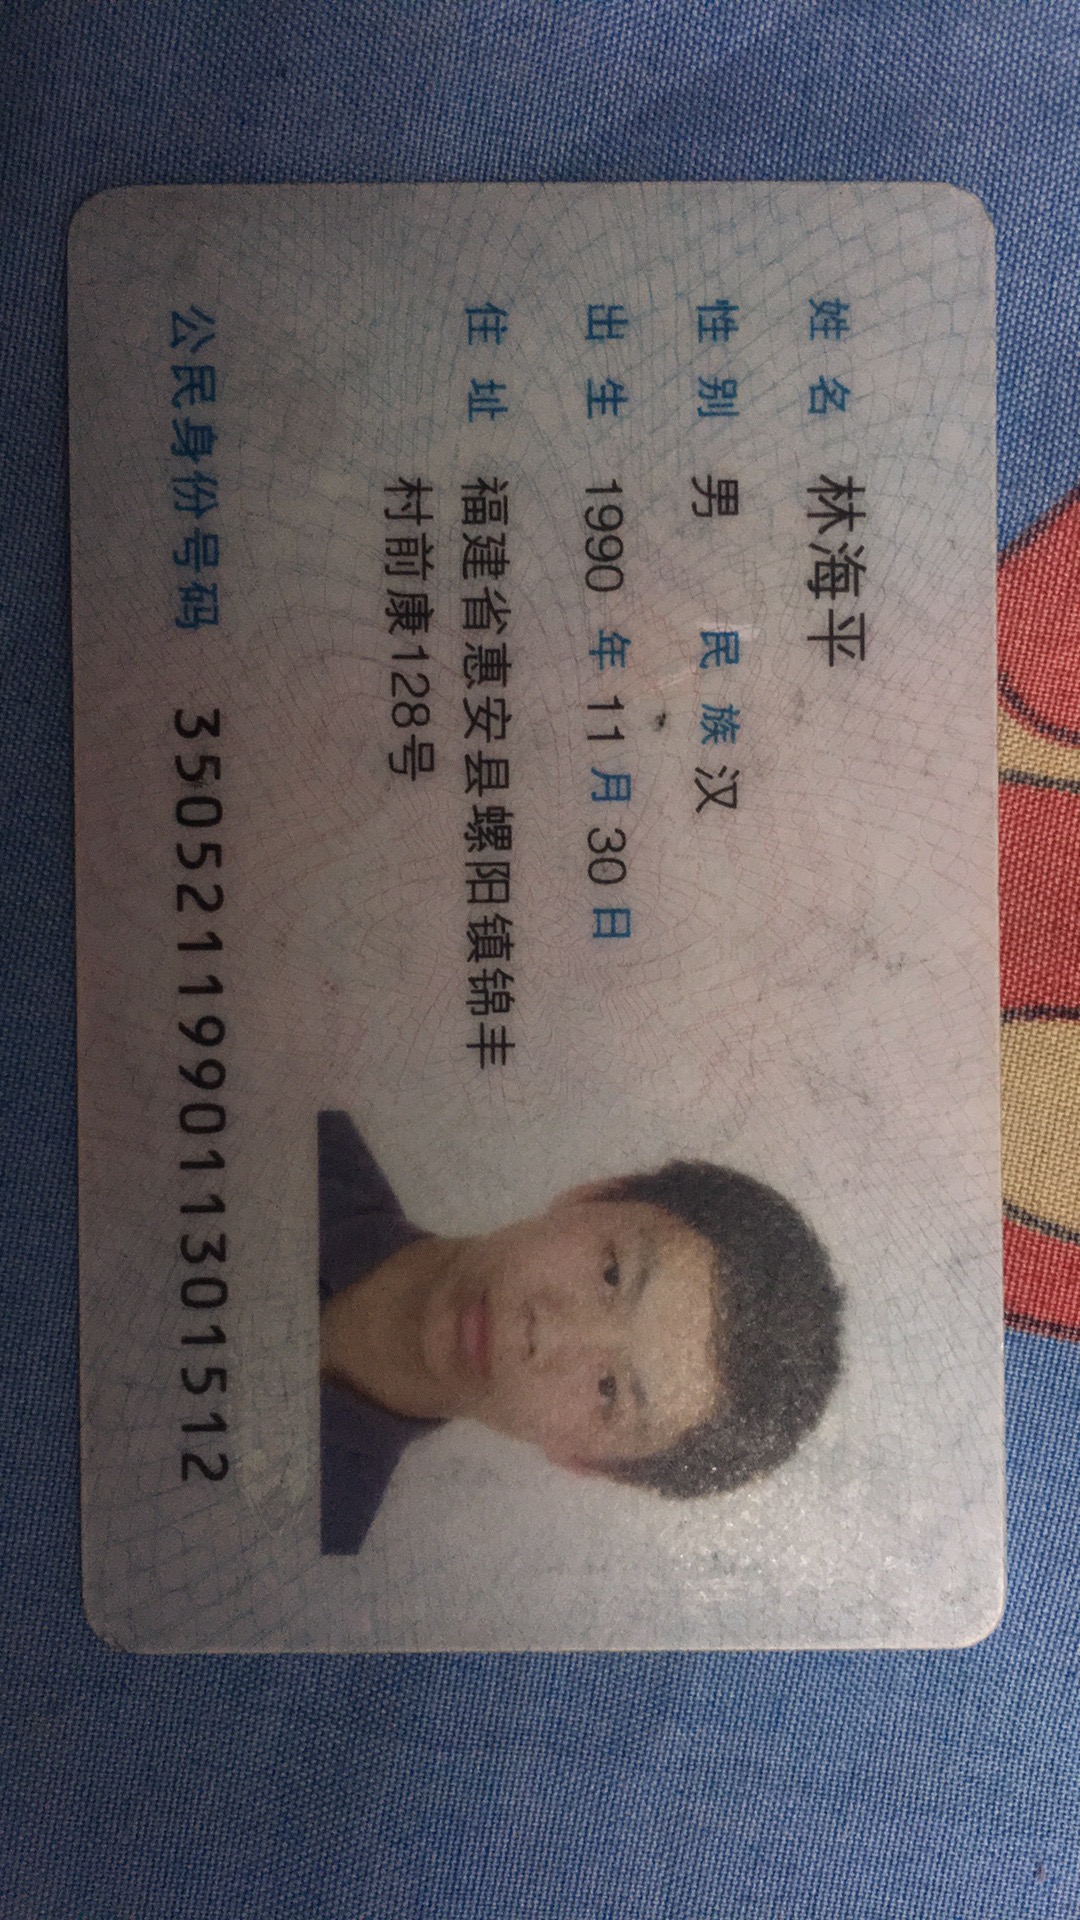 姓名 林海平
性别 男 民族 汉
出生 1990 年 11 月 30 日
住址 福建省惠安县螺阳镇锦丰
村前康128号
公民身份号码 350521199011301512